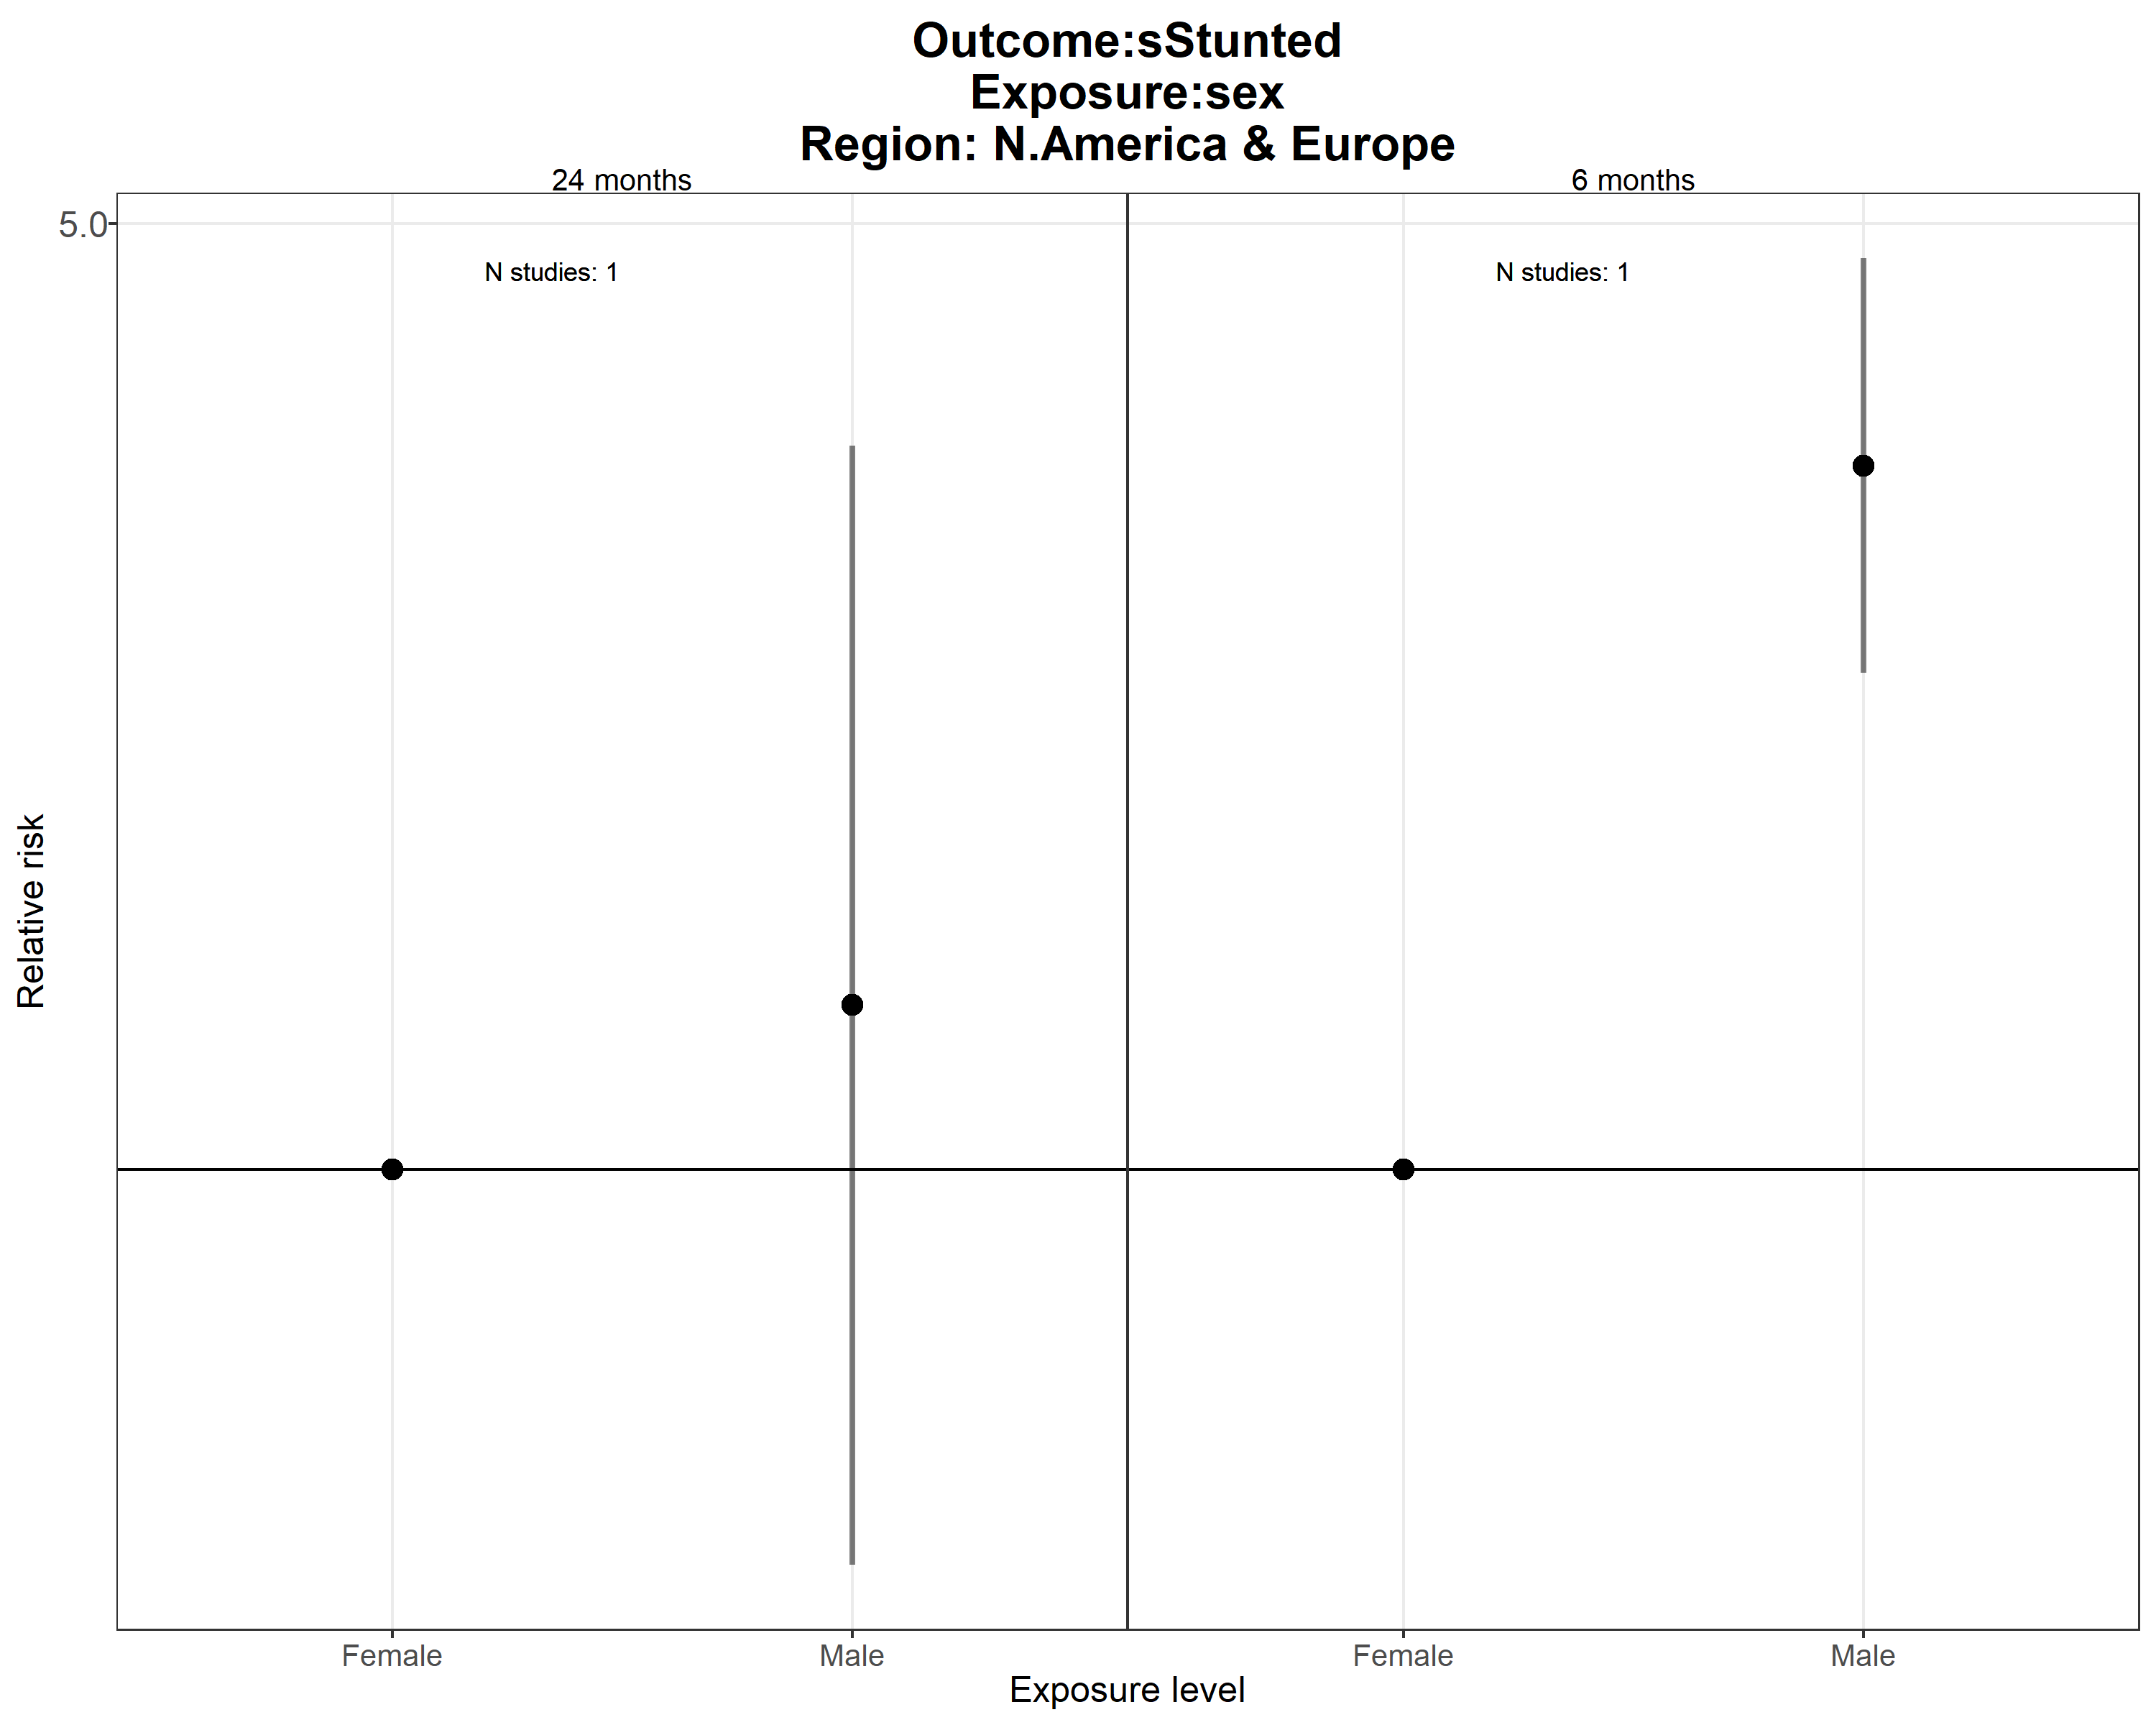 Outcome:sStunted
Exposure:sex
Region: N.America & Europe
24 months
6 months
5.0
N studies: 1
N studies: 1
Relative risk
Female
Male
Female
Male
Exposure level